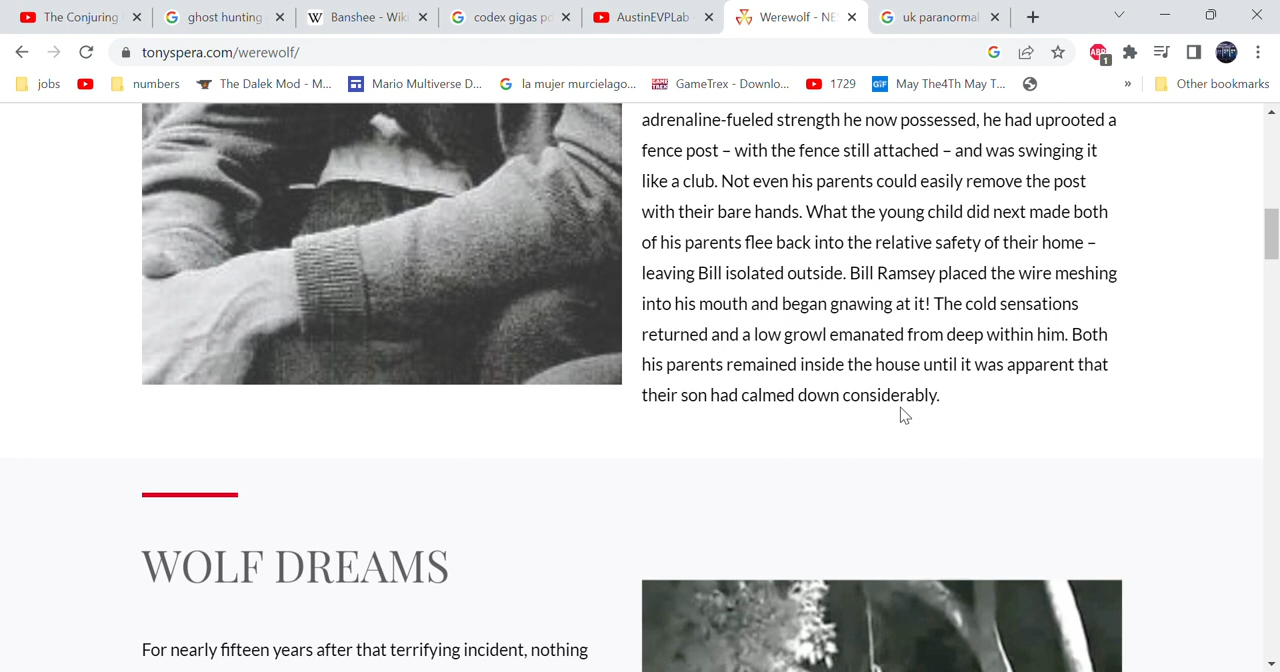 The Conjuring
ghost hunting
Banshee - Wiki
codex gigas pd
AustinEVPLab
Werewolf - NE
uk paranormal
tonyspera.com/werewolf/
ABP
1
jobs
numbers
The Dalek Mod - M...
Mario Multiverse D...
la mujer murcielago...
GameTrex - Downlo...
1729
GIF
May The4Th May T...
»
Other bookmarks
adrenaline-fueled strength he now possessed, he had uprooted a
fence post – with the fence still attached – and was swinging it
like a club. Not even his parents could easily remove the post
with their bare hands. What the young child did next made both
of his parents flee back into the relative safety of their home –
leaving Bill isolated outside. Bill Ramsey placed the wire meshing
into his mouth and began gnawing at it! The cold sensations
returned and a low growl emanated from deep within him. Both
his parents remained inside the house until it was apparent that
their son had calmed down considerably.
WOLF DREAMS
For nearly fifteen years after that terrifying incident, nothing